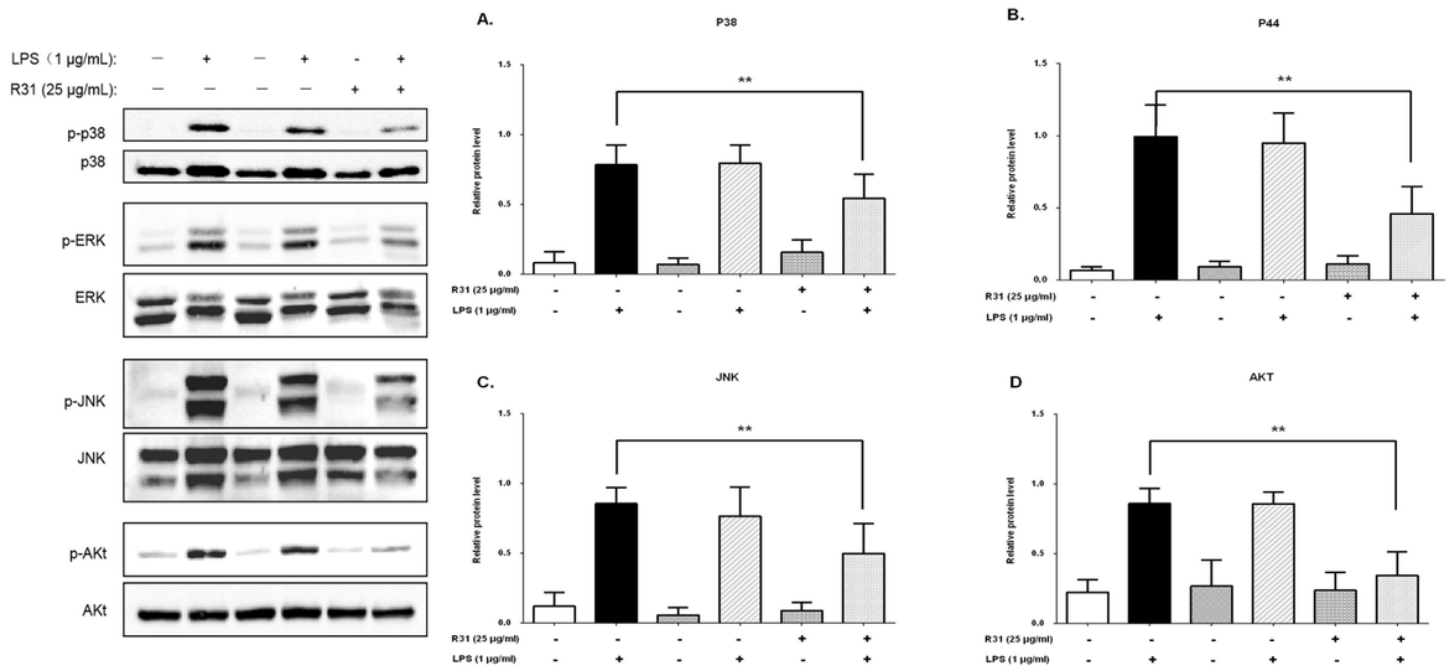 LPS (1 μg/mL): — + — + - +
R31 (25 μg/mL): — — — — + +
p-p38
p38
p-ERK
ERK
p-JNK
JNK
p-AKt
AKt
A.
P38
Relative protein level
1.5
1.0
0.5
0.0
**
R31 (25 μg/ml) - - - - + +
LPS (1 μg/ml) - + - + - +
B.
P44
Relative protein level
1.5
1.0
0.5
0.0
**
R31 (25 μg/ml) - - - - + +
LPS (1 μg/ml) - + - + - +
C.
JNK
Relative protein level
1.5
1.0
0.5
0.0
**
R31 (25 μg/ml) - - - - + +
LPS (1 μg/ml) - + - + - +
D
AKT
Relative protein level
1.5
1.0
0.5
0.0
**
R31 (25 μg/ml) - - - - + +
LPS (1 μg/ml) - + - + - +